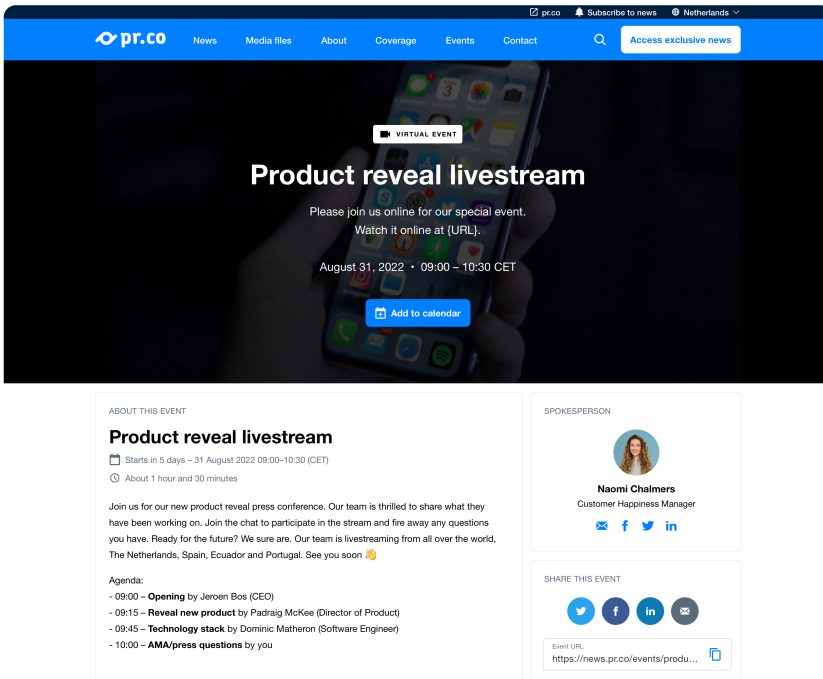 pr.co
Subscribe to news
Netherlands
pr.co
News
Media files
About
Coverage
Events
Contact
Access exclusive news
VIRTUAL EVENT
Product reveal livestream
Please join us online for our special event.
Watch it online at {URL}.
August 31, 2022 • 09:00 – 10:30 CET
Add to calendar
ABOUT THIS EVENT
Product reveal livestream
Starts in 5 days – 31 August 2022 09:00–10:30 (CET)
About 1 hour and 30 minutes
Join us for our new product reveal press conference. Our team is thrilled to share what they
have been working on. Join the chat to participate in the stream and fire away any questions
you have. Ready for the future? We sure are. Our team is livestreaming from all over the world,
The Netherlands, Spain, Ecuador and Portugal. See you soon 👋
Agenda:
- 09:00 – Opening by Jeroen Bos (CEO)
- 09:15 – Reveal new product by Padraig McKee (Director of Product)
- 09:45 – Technology stack by Dominic Matheron (Software Engineer)
- 10:00 – AMA/press questions by you
SPOKESPERSON
Naomi Chalmers
Customer Happiness Manager
SHARE THIS EVENT
Event URL
https://news.pr.co/events/produ...